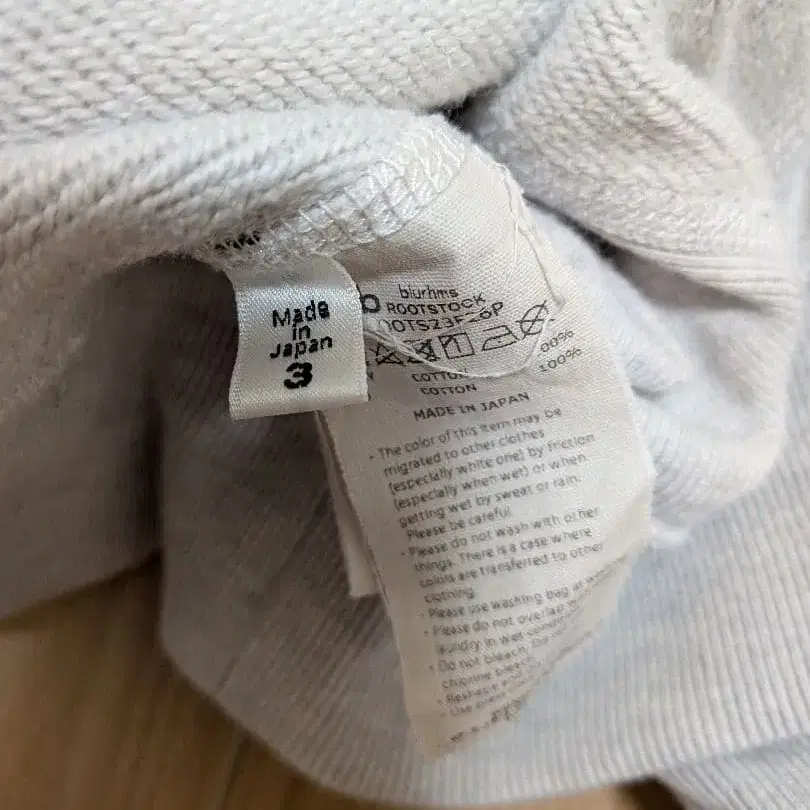 Made
in
Japan
3
blurhms
ROOTSTOCK
COTTON
100%
COTTON
MADE IN JAPAN
• The color of this item may be
migrated to other clothes
(especially white one) by friction
(especially when wet) or when
getting wet by sweat or rain.
Please be careful.
• Please do not wash with other
things. There is a case where
colors are transferred to other
clothing.
• Please use washing bag
• Please do not overlap
laundry in wet
• Do not bleach.